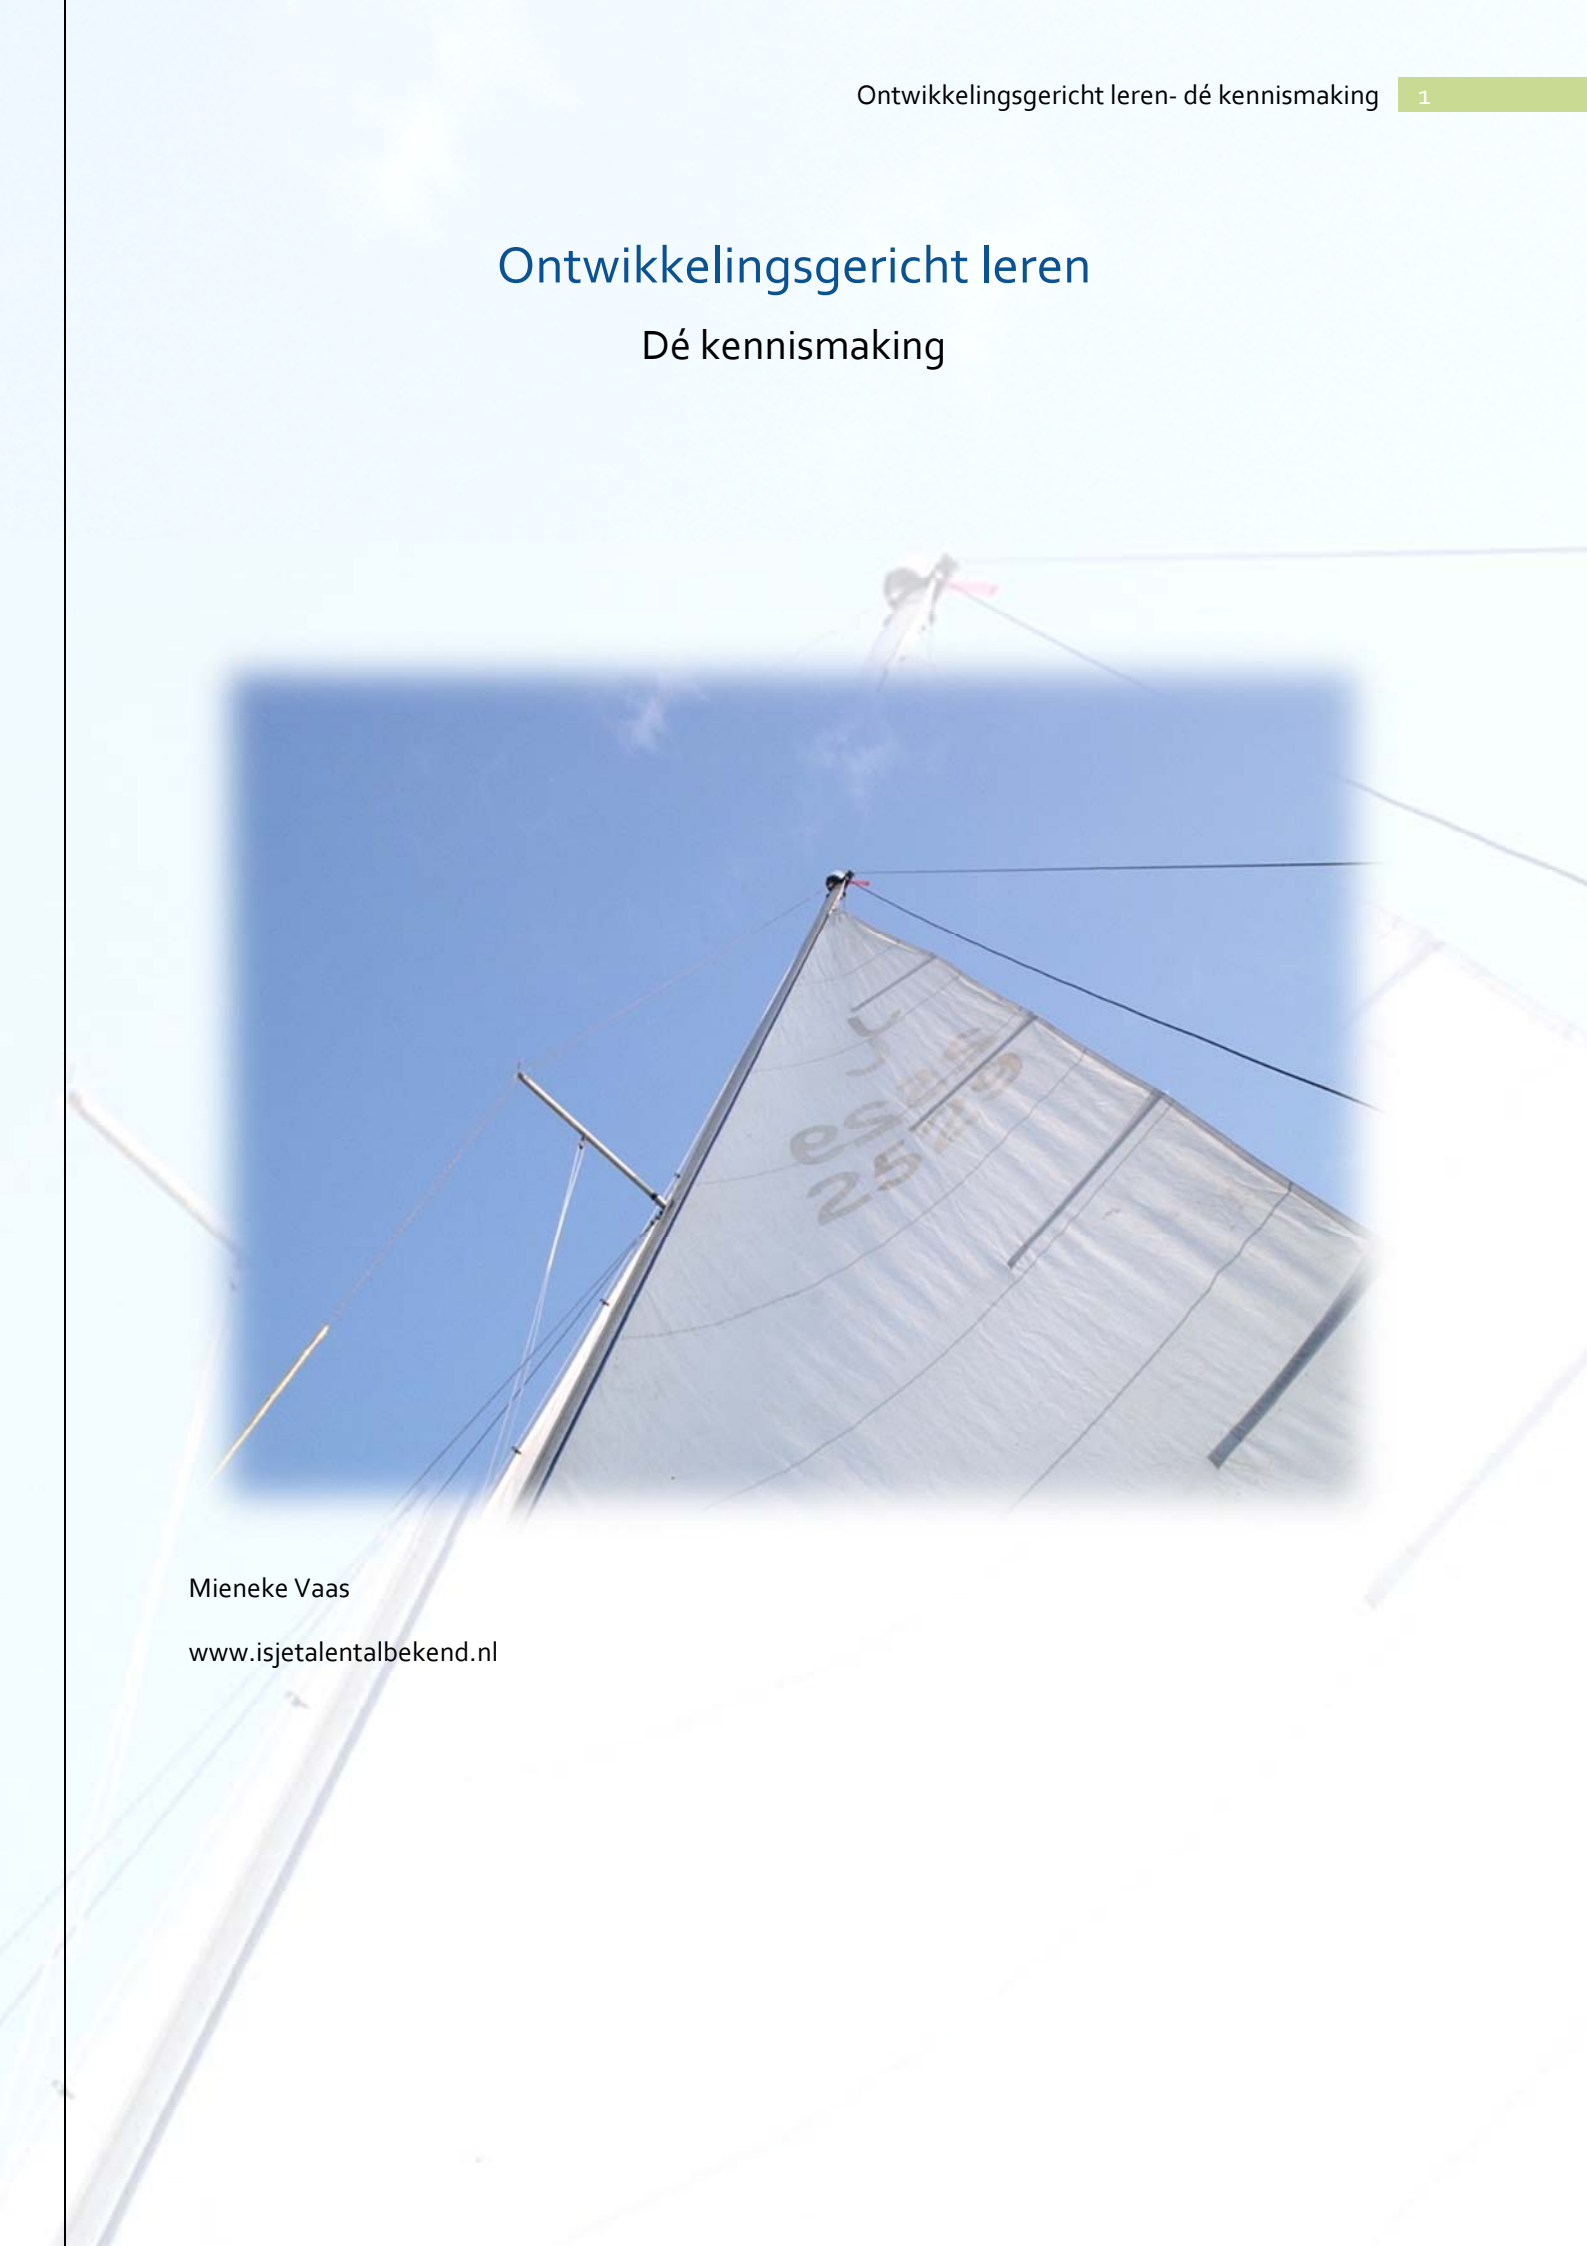 Ontwikkelingsgericht leren- dé kennismaking 1
Ontwikkelingsgericht leren
Dé kennismaking
Mieneke Vaas
www.isjetalentalbekend.nl